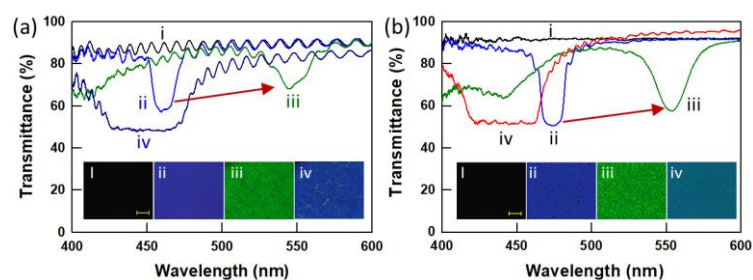 (a)
100
80
60
40
20
0
Transmittance (%)
i
ii
iii
iv
I
ii
iii
iv
400
450
500
550
600
Wavelength (nm)
(b)
100
80
60
40
20
0
Transmittance (%)
i
iii
iv
ii
I
ii
iii
iv
400
450
500
550
600
Wavelength (nm)